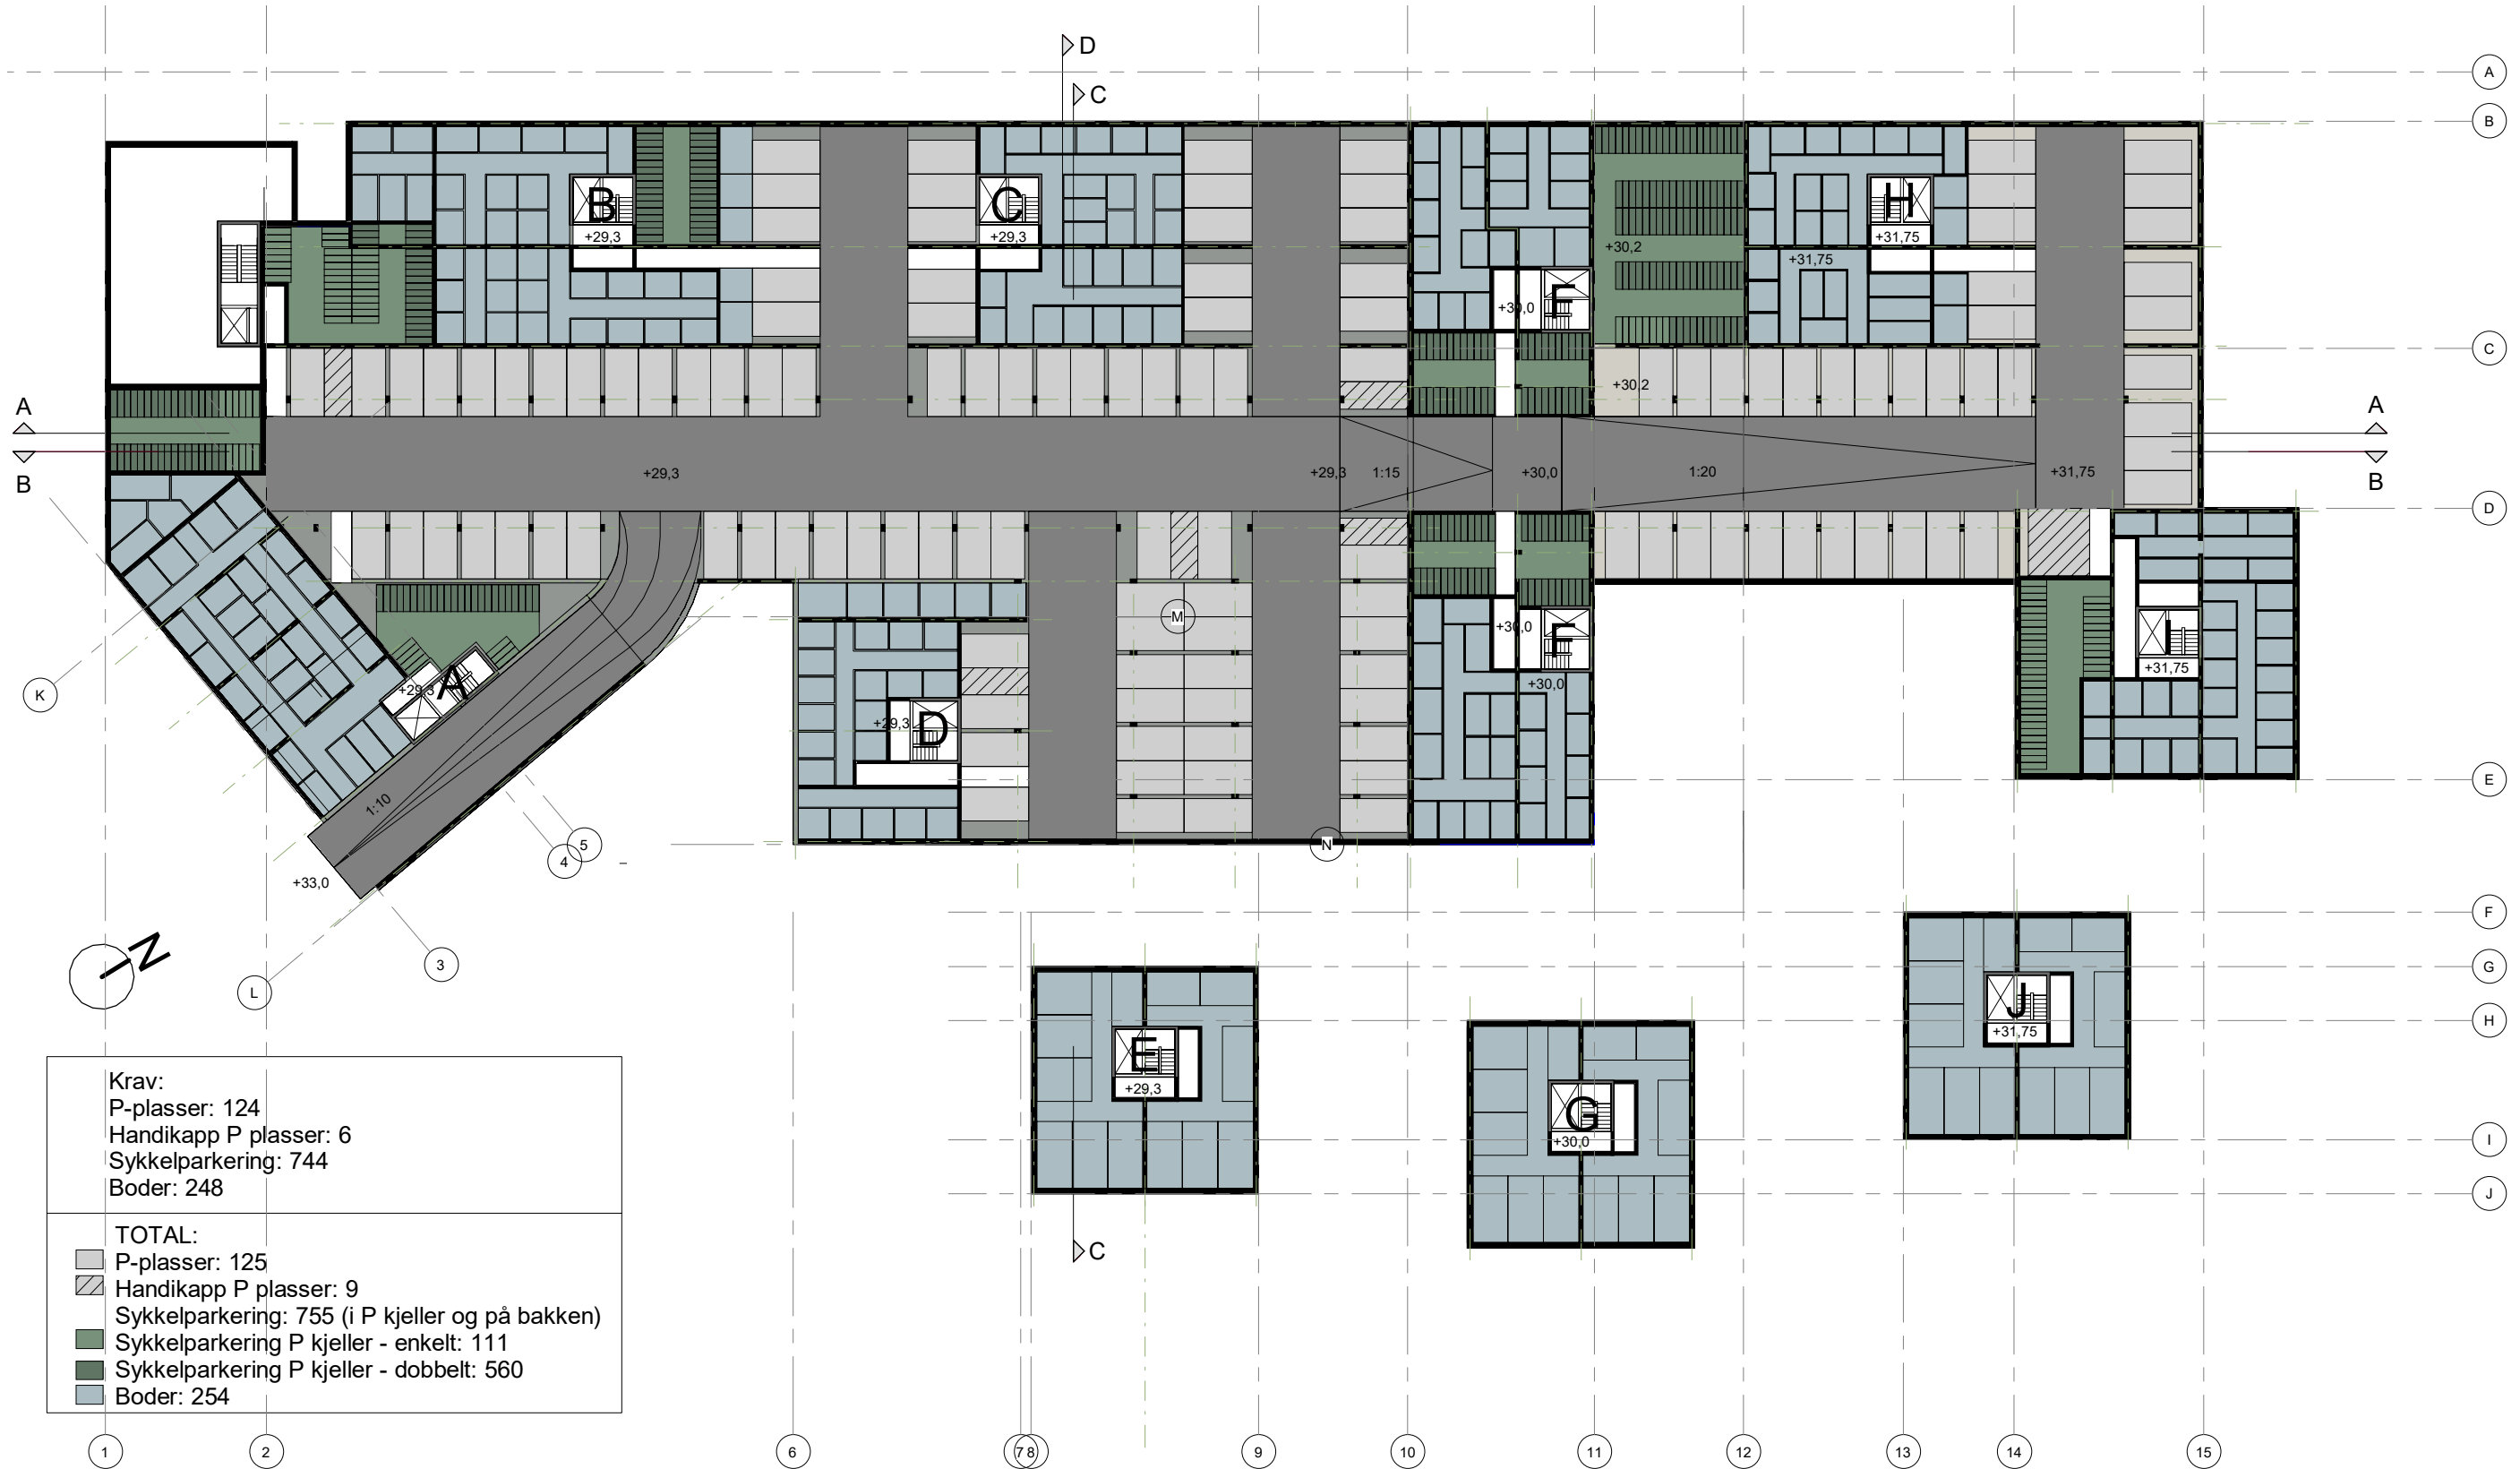 D
A
C
B
B
C
H
+29,3
+29,3
+31,75
+30,2
+31,75
F
+30,0
C
+30,2
A
A
+29,3
+29,3
1:15
+30,0
1:20
+31,75
B
B
D
M
K
+29,3
A
+30,0
F
+31,75
I
+29,3
D
+30,0
E
1:10
5
4
N
+33,0
F
N
3
L
G
J
H
+31,75
E
+29,3
G
+30,0
I
J
C
Krav:
P-plasser: 124
Handikapp P plasser: 6
Sykkelparkering: 744
Boder: 248
TOTAL:
P-plasser: 125
Handikapp P plasser: 9
Sykkelparkering: 755 (i P kjeller og på bakken)
Sykkelparkering P kjeller - enkelt: 111
Sykkelparkering P kjeller - dobbelt: 560
Boder: 254
1
2
6
7
8
9
10
11
12
13
14
15